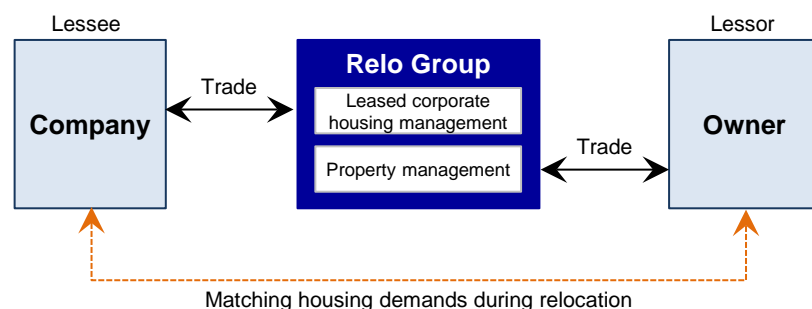 Lessee
Lessor
Relo Group
Trade
Leased corporate
housing management
Company
Owner
Property management
Trade
Matching housing demands during relocation